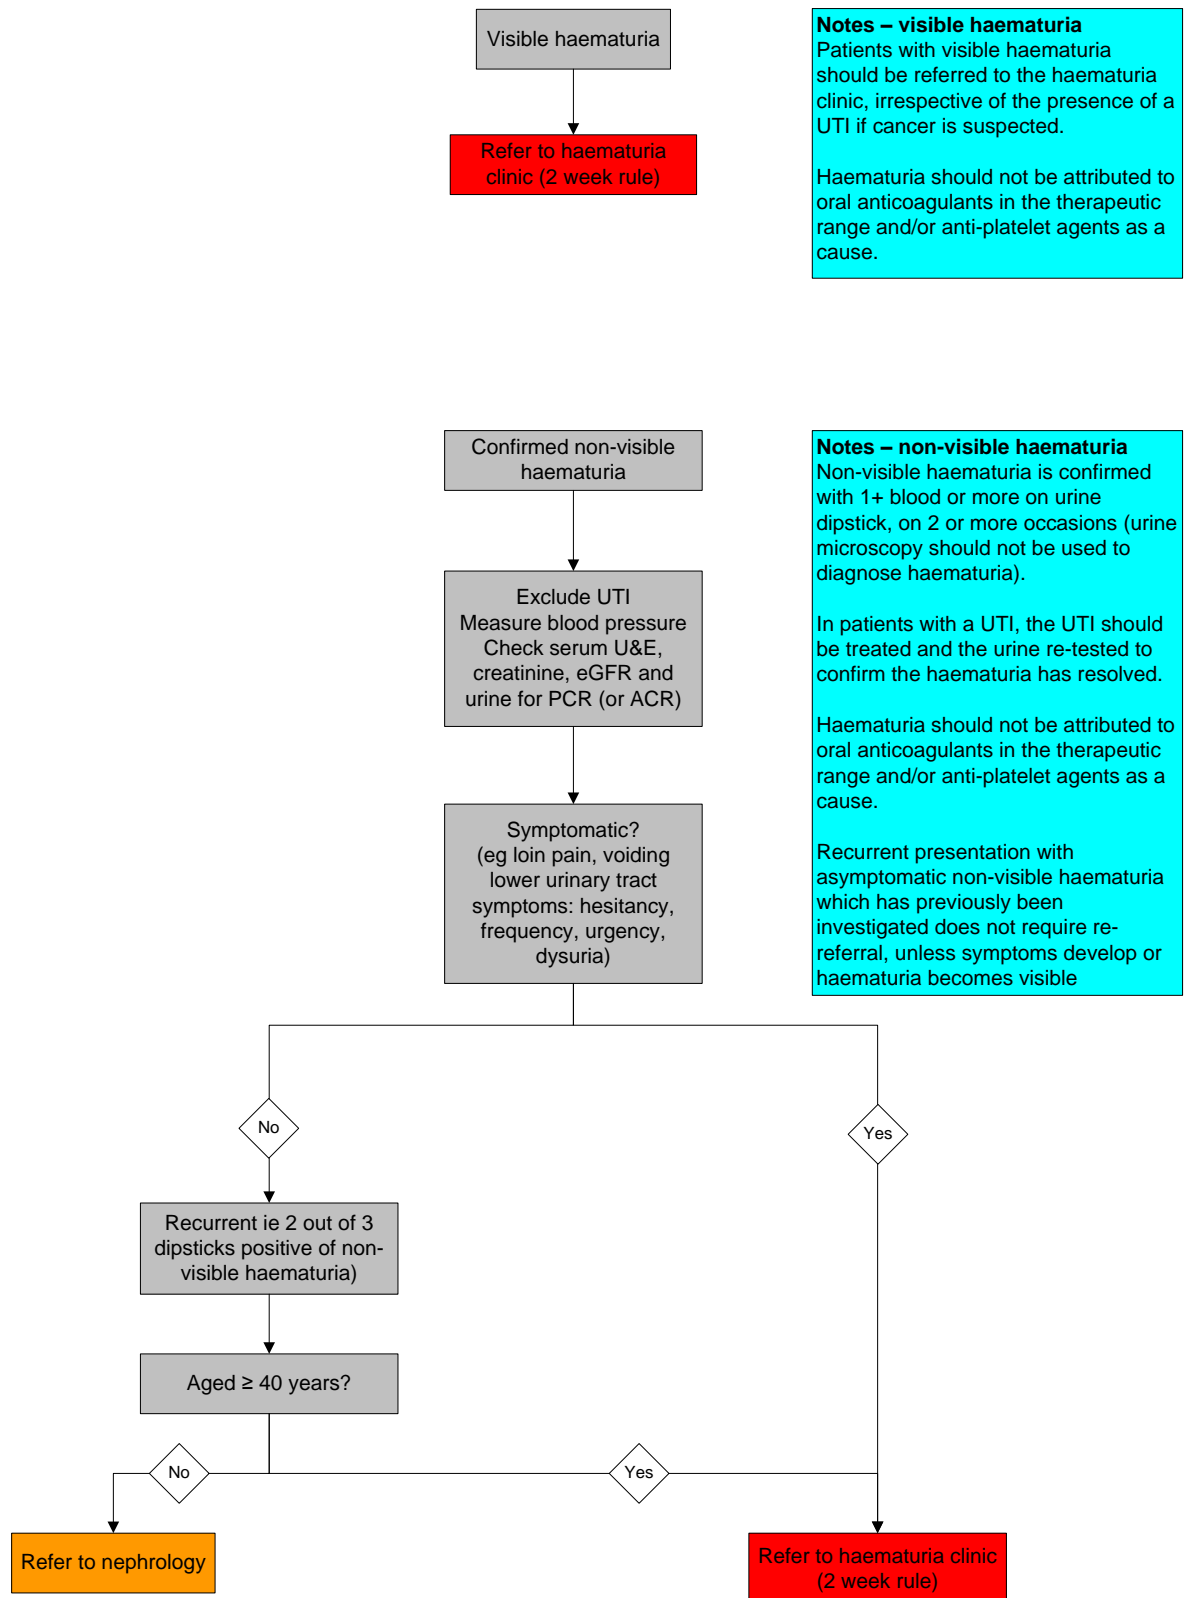 Visible haematuria
Refer to haematuria
clinic (2 week rule)
Notes – visible haematuria
Patients with visible haematuria
should be referred to the haematuria
clinic, irrespective of the presence of a
UTI if cancer is suspected.
Haematuria should not be attributed to
oral anticoagulants in the therapeutic
range and/or anti-platelet agents as a
cause.
Confirmed non-visible
haematuria
Exclude UTI
Measure blood pressure
Check serum U&E,
creatinine, eGFR and
urine for PCR (or ACR)
Symptomatic?
(eg loin pain, voiding
lower urinary tract
symptoms: hesitancy,
frequency, urgency,
dysuria)
Notes – non-visible haematuria
Non-visible haematuria is confirmed
with 1+ blood or more on urine
dipstick, on 2 or more occasions (urine
microscopy should not be used to
diagnose haematuria).
In patients with a UTI, the UTI should
be treated and the urine re-tested to
confirm the haematuria has resolved.
Haematuria should not be attributed to
oral anticoagulants in the therapeutic
range and/or anti-platelet agents as a
cause.
Recurrent presentation with
asymptomatic non-visible haematuria
which has previously been
investigated does not require re-
referral, unless symptoms develop or
haematuria becomes visible
No
Yes
Recurrent ie 2 out of 3
dipsticks positive of non-
visible haematuria)
Aged ≥ 40 years?
No
Yes
Refer to nephrology
Refer to haematuria clinic
(2 week rule)